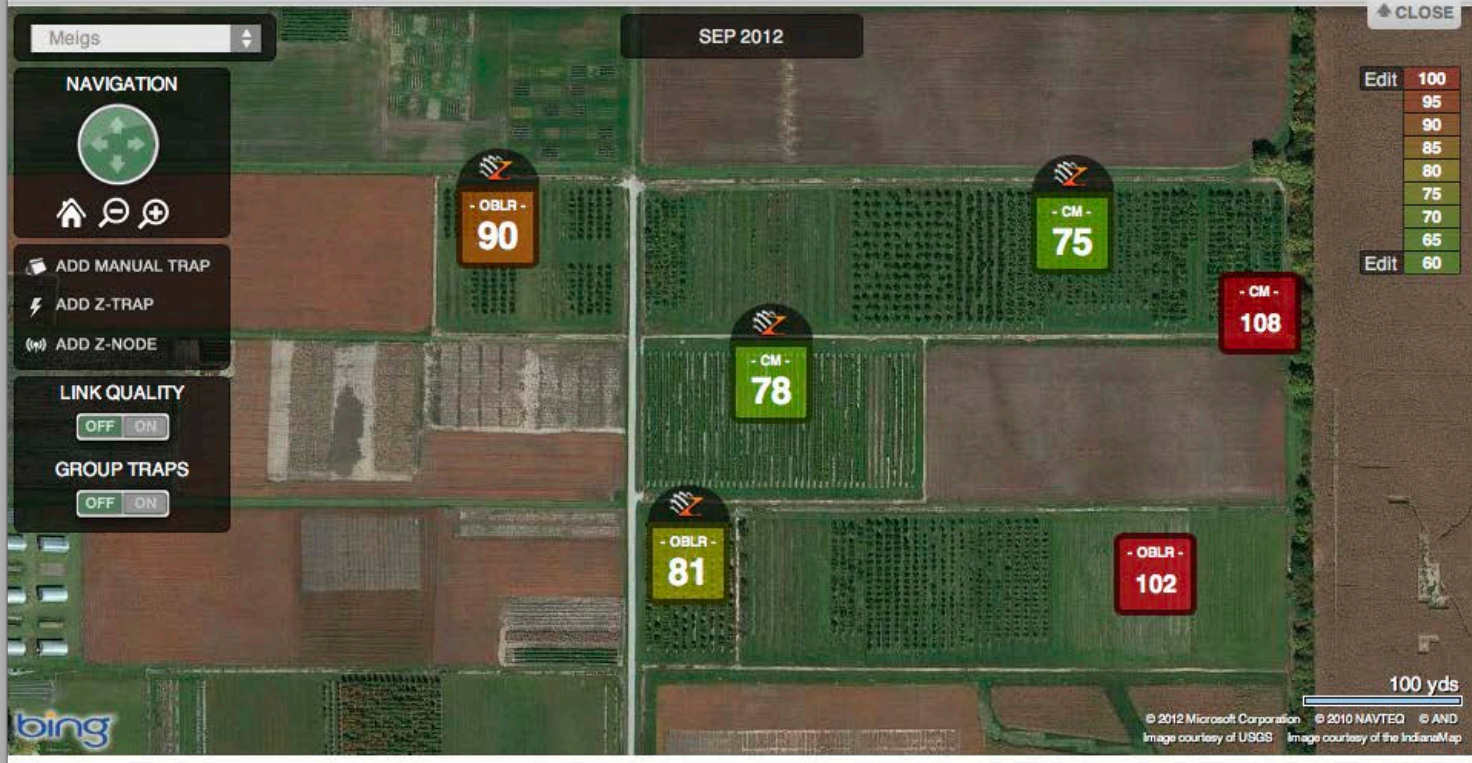 Meigs
SEP 2012
CLOSE
NAVIGATION
ADD MANUAL TRAP
ADD Z-TRAP
ADD Z-NODE
LINK QUALITY
OFF ON
GROUP TRAPS
OFF ON
Edit 100
95
90
85
80
75
70
65
Edit 60
- OBLR -
90
- CM -
75
- CM -
108
- CM -
78
- OBLR -
81
- OBLR -
102
100 yds
bing
© 2012 Microsoft Corporation © 2010 NAVTEQ © AND
Image courtesy of USGS Image courtesy of the IndianaMap